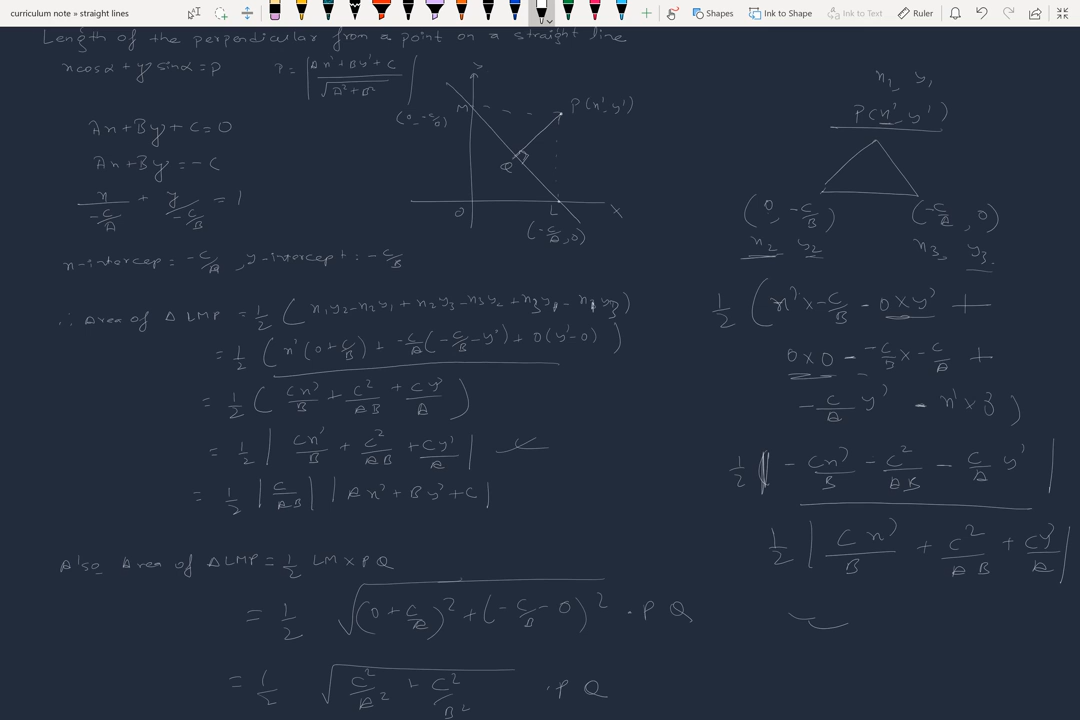 curriculum note » straight lines
Shapes Ink to Shape Ink to Text Ruler
Length of the perpendicular from a point on a straight line
xcosα + ysinα = p
P = | Ax' + By' + C / √A²+B² |
Ax + By + C = 0
Ax + By = -C
x / -C/A + y / -C/B = 1
x-intercep = -C/A , y-intercept = -C/B
y
M
(0, -C/B)
P(x', y')
Q
O
L
X
(-C/A, 0)
∴ Area of Δ LMP = 1/2 ( x₁y₂ - x₂y₁ + x₂y₃ - x₃y₂ + x₃y₁ - x₁y₃ )
= 1/2 ( x'(0 + C/B) + -C/A(-C/B - y') + 0(y' - 0) )
= 1/2 ( Cx'/B + C²/AB + Cy'/A )
= 1/2 | Cx'/B + C²/AB + Cy'/A |
= 1/2 | C/AB | | Ax' + By' + C |
Also Area of ΔLMP = 1/2 LM × PQ
= 1/2 √(0 + C/A)² + (-C/B - 0)² . PQ
= 1/2 √C²/A² + C²/B² . PQ
x₁ y₁
P(x', y')
(0, -C/B) (-C/A, 0)
x₂ y₂ x₃, y₃
1/2 ( x' × -C/B - 0 × y' +
0 × 0 - -C/B × -C/A +
-C/A y' - x' × 0 )
1/2 | - Cx'/B - C²/AB - C/A y' |
1/2 | Cx'/B + C²/AB + Cy'/A |